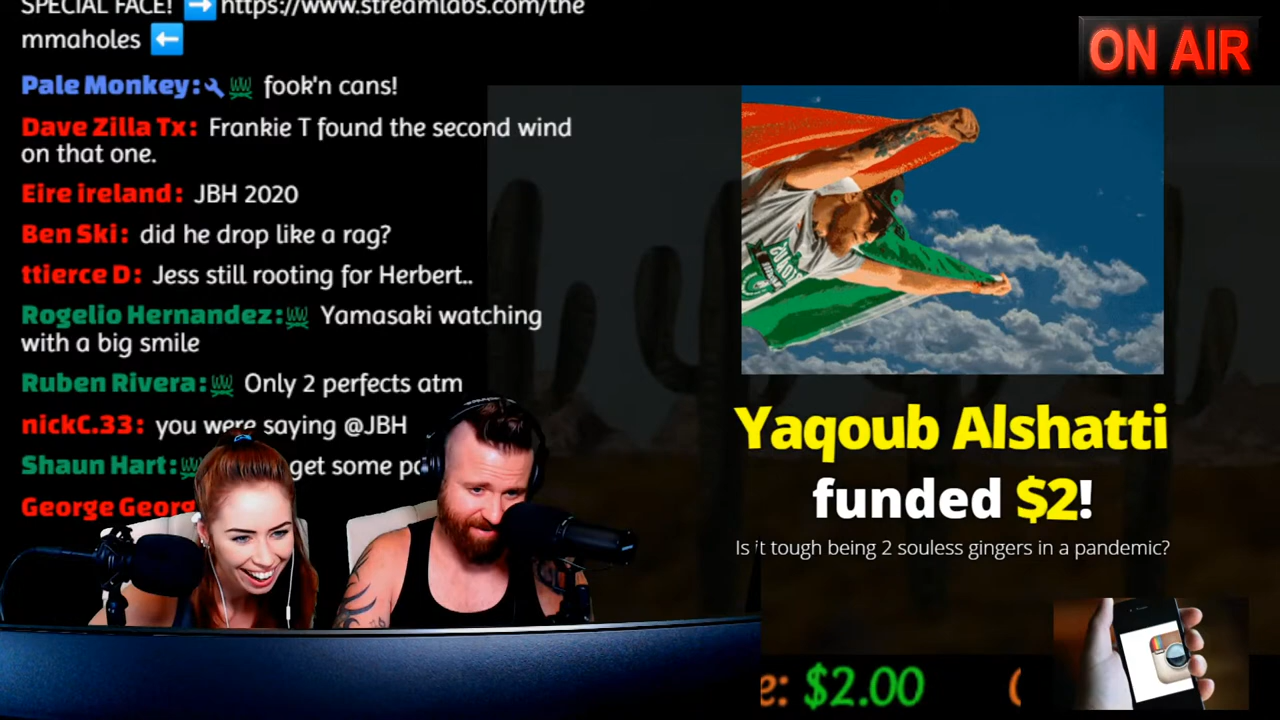 SPECIAL FACE! ➡ https://www.streamlabs.com/the
mmaholes ⬅
Pale Monkey: fook'n cans!
Dave Zilla Tx: Frankie T found the second wind
on that one.
Eire ireland: JBH 2020
Ben Ski: did he drop like a rag?
ttierce D: Jess still rooting for Herbert..
Rogelio Hernandez: Yamasaki watching
with a big smile
Ruben Rivera: Only 2 perfects atm
nickC.33: you were saying @JBH
Shaun Hart: get some
George Georg
ON AIR
Yaqoub Alshatti
funded $2!
Is it tough being 2 souless gingers in a pandemic?
e: $2.00